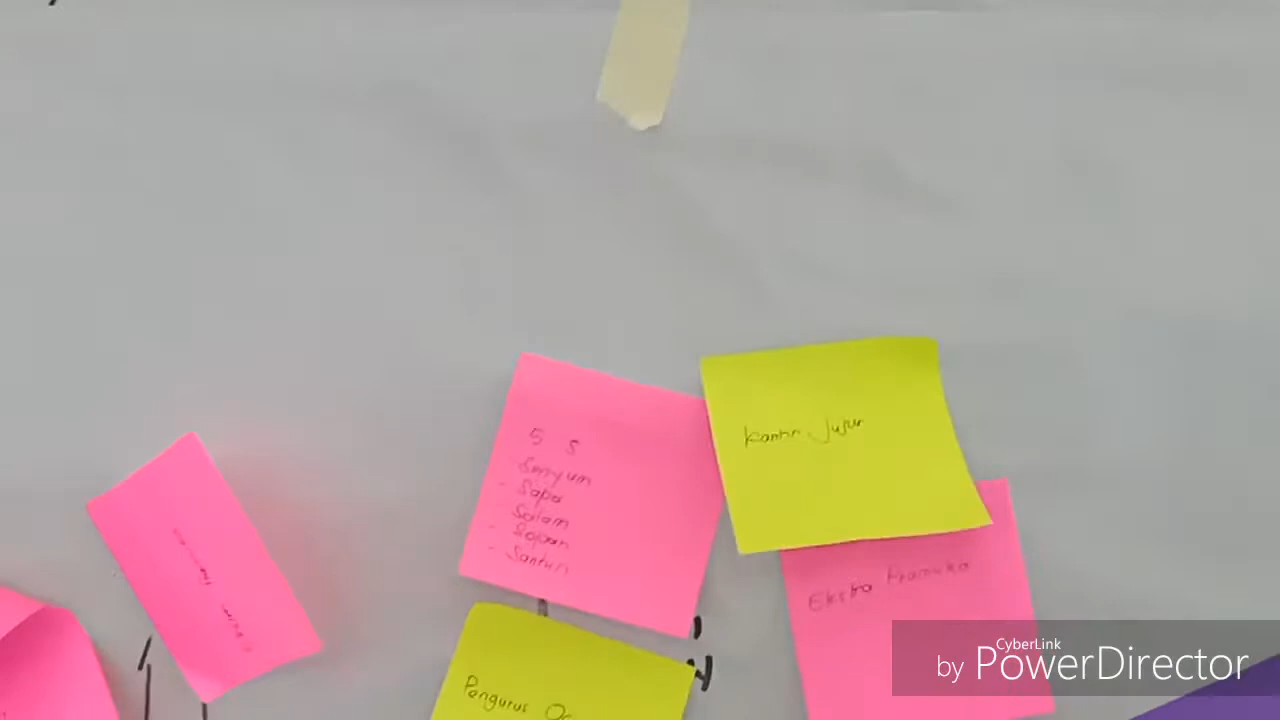 5 S
Senyum
- Sapa
Salam
- Sopan
- Santun
Kantin Jujur
Ekstra Pramuka
Pengurus
CyberLink
by PowerDirector